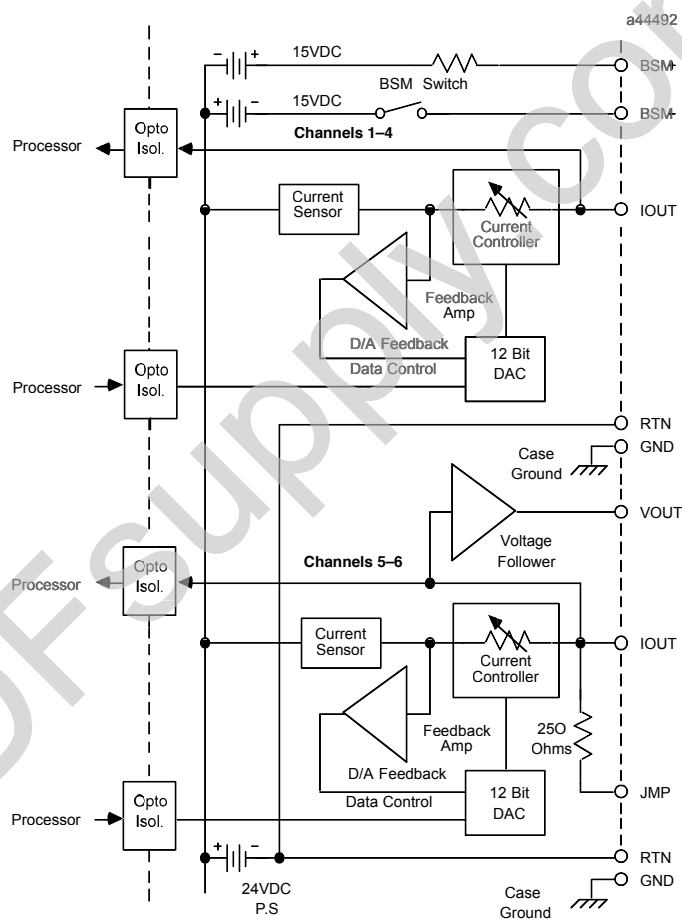 a44492
– + 15VDC BSM+
BSM Switch
+ – 15VDC BSM+
Channels 1–4
Opto
Isol.
Processor
Current
Sensor
IOUT
Current
Controller
Feedback
Amp
D/A Feedback
Data Control
12 Bit
DAC
Opto
Isol.
Processor
RTN
GND
Case
Ground
VOUT
Voltage
Follower
Channels 5–6
Opto
Isol.
Processor
Current
Sensor
IOUT
Current
Controller
Feedback
Amp
25O
Ohms
D/A Feedback
Data Control
12 Bit
DAC
JMP
Opto
Isol.
Processor
+ –
RTN
24VDC
P.S
GND
Case
Ground
DFsupply.com